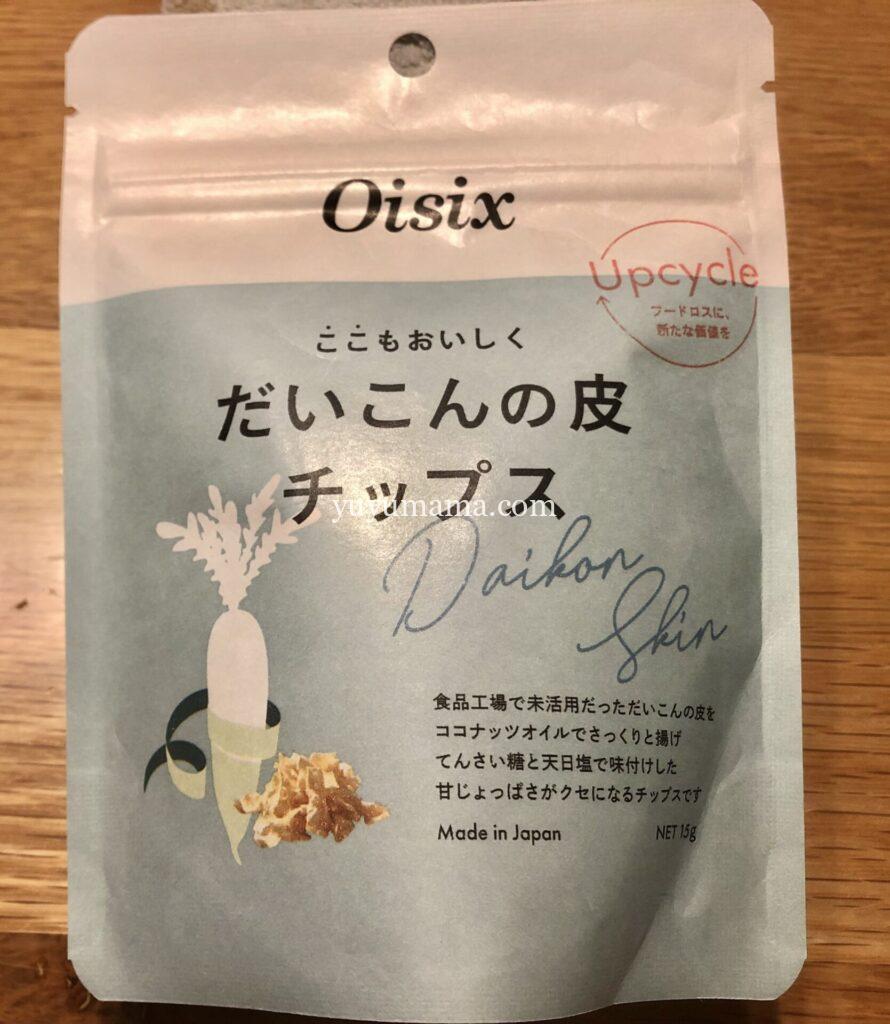 Oisix
Upcycle
フードロスに、
新たな価値を
ここもおいしく
だいこんの皮
チップス
yuyumama.com
Daikon
Skin
食品工場で未活用だっただいこんの皮を
ココナッツオイルでさっくりと揚げ
てんさい糖と天日塩で味付けした
甘じょっぱさがクセになるチップスです
Made in Japan
NET 15g